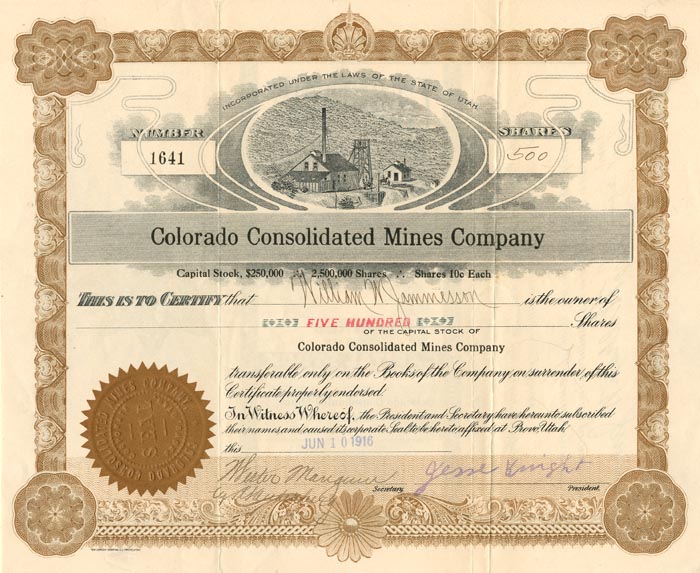 INCORPORATED UNDER THE LAWS OF THE STATE OF UTAH.
NUMBER
1641
SHARES
500
Colorado Consolidated Mines Company
Capital Stock, $250,000 ∴ 2,500,000 Shares ∴ Shares 10c Each
THIS IS TO CERTIFY that William is the owner of
FIVE HUNDRED Shares
OF THE CAPITAL STOCK OF
Colorado Consolidated Mines Company
transferable only on the Books of the Company on surrender of this
Certificate properly endorsed.
In Witness Whereof, the President and Secretary have hereunto subscribed
their names and caused its corporate Seal to be hereto affixed at Provo, Utah,
this JUN 10 1916
Jesse Knight
Secretary. President.